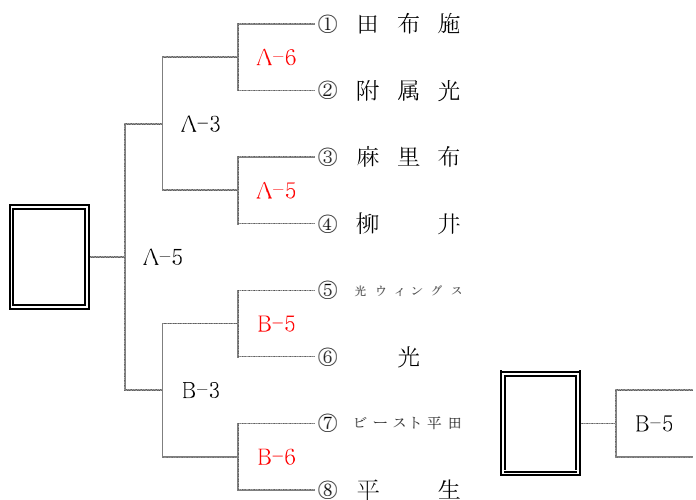 ① 田布施
A-6
② 附属光
A-3
③ 麻里布
A-5
④ 柳井
A-5
⑤ 光ウィングス
B-5
⑥ 光
B-3
⑦ ビースト平田
B-5
B-6
⑧ 平生